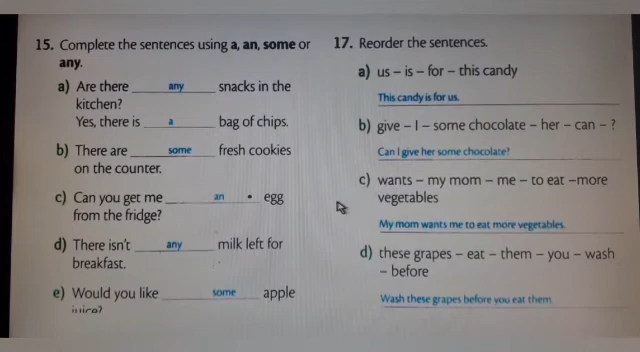 15. Complete the sentences using a, an, some or
any.
a) Are there any snacks in the
kitchen?
Yes, there is a bag of chips.
b) There are some fresh cookies
on the counter.
c) Can you get me an egg
from the fridge?
d) There isn't any milk left for
breakfast.
e) Would you like some apple
juice?
17. Reorder the sentences.
a) us – is – for – this candy
This candy is for us.
b) give – I – some chocolate – her – can – ?
Can I give her some chocolate?
c) wants – my mom – me – to eat –more
vegetables
My mom wants me to eat more vegetables.
d) these grapes – eat – them – you – wash
– before
Wash these grapes before you eat them.